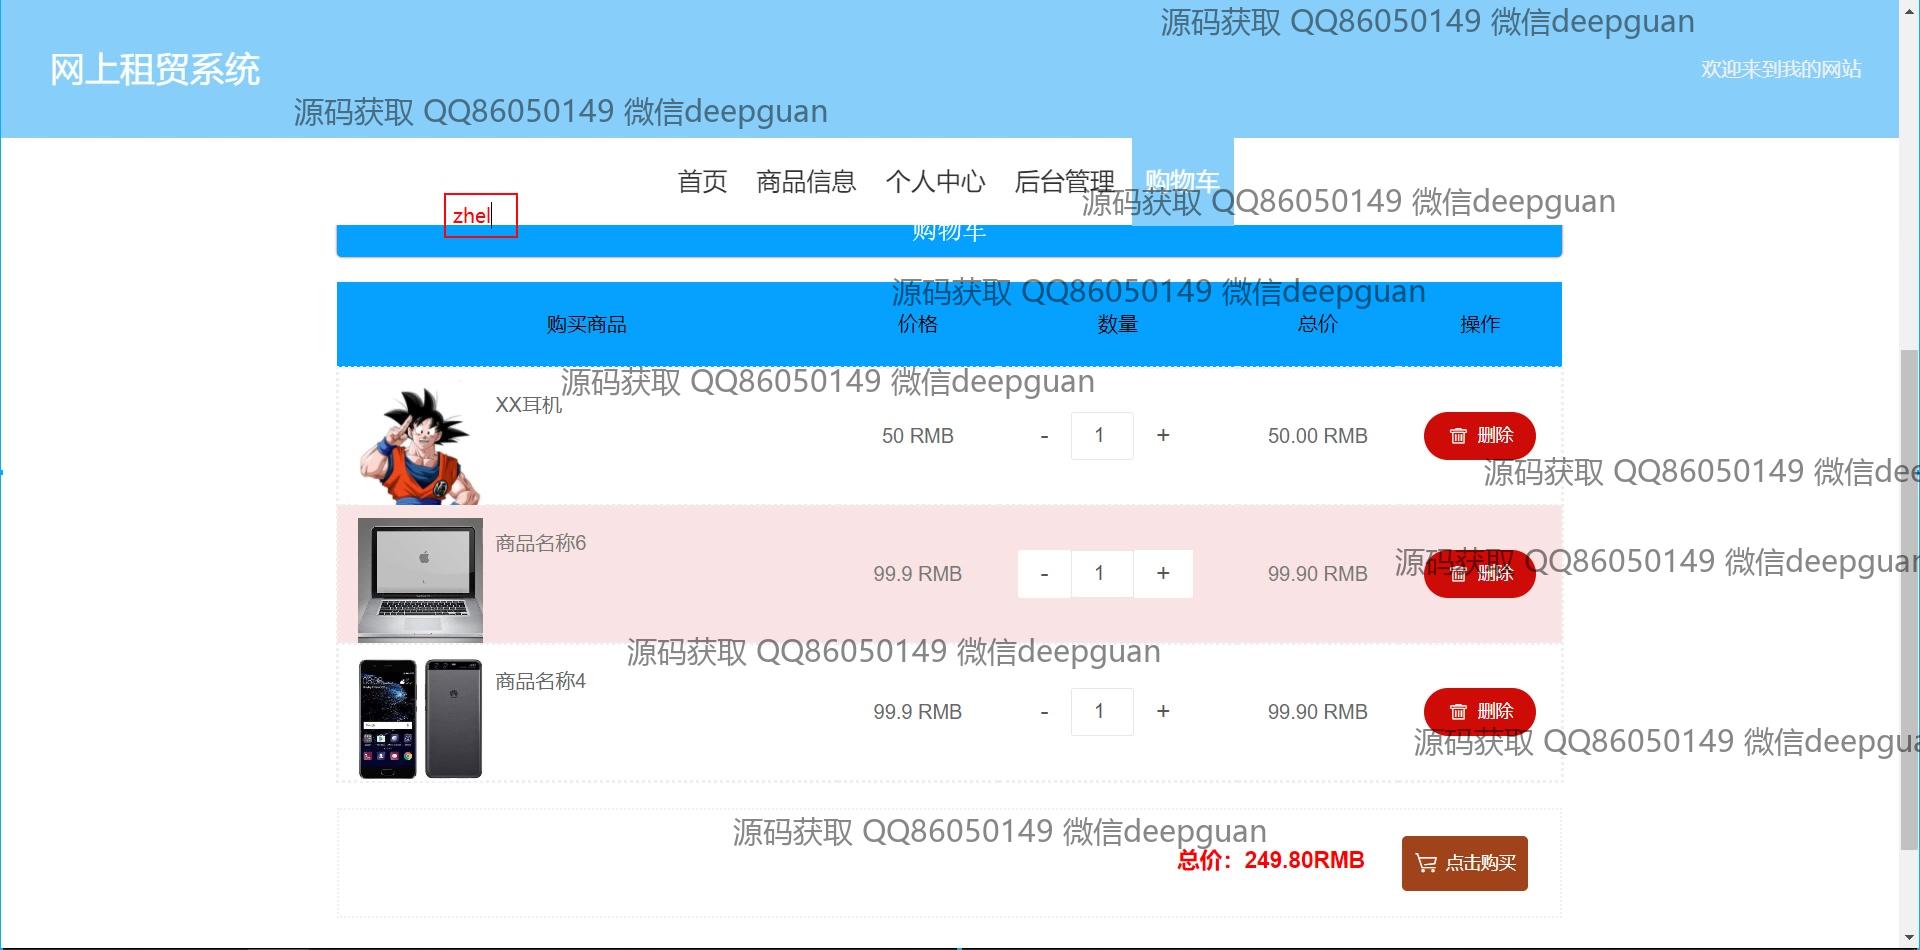 源码获取 QQ86050149 微信deepguan
网上租贸系统
欢迎来到我的网站
源码获取 QQ86050149 微信deepguan
首页 商品信息 个人中心 后台管理 购物车
源码获取 QQ86050149 微信deepguan
zhel
购物车
源码获取 QQ86050149 微信deepguan
购买商品 价格 数量 总价 操作
源码获取 QQ86050149 微信deepguan
XX耳机
50 RMB - 1 + 50.00 RMB 删除
源码获取 QQ86050149 微信dee
商品名称6
源码获取 QQ86050149 微信deepguan
99.9 RMB - 1 + 99.90 RMB 删除
源码获取 QQ86050149 微信deepguan
商品名称4
99.9 RMB - 1 + 99.90 RMB 删除
源码获取 QQ86050149 微信deepgua
源码获取 QQ86050149 微信deepguan
总价：249.80RMB 点击购买